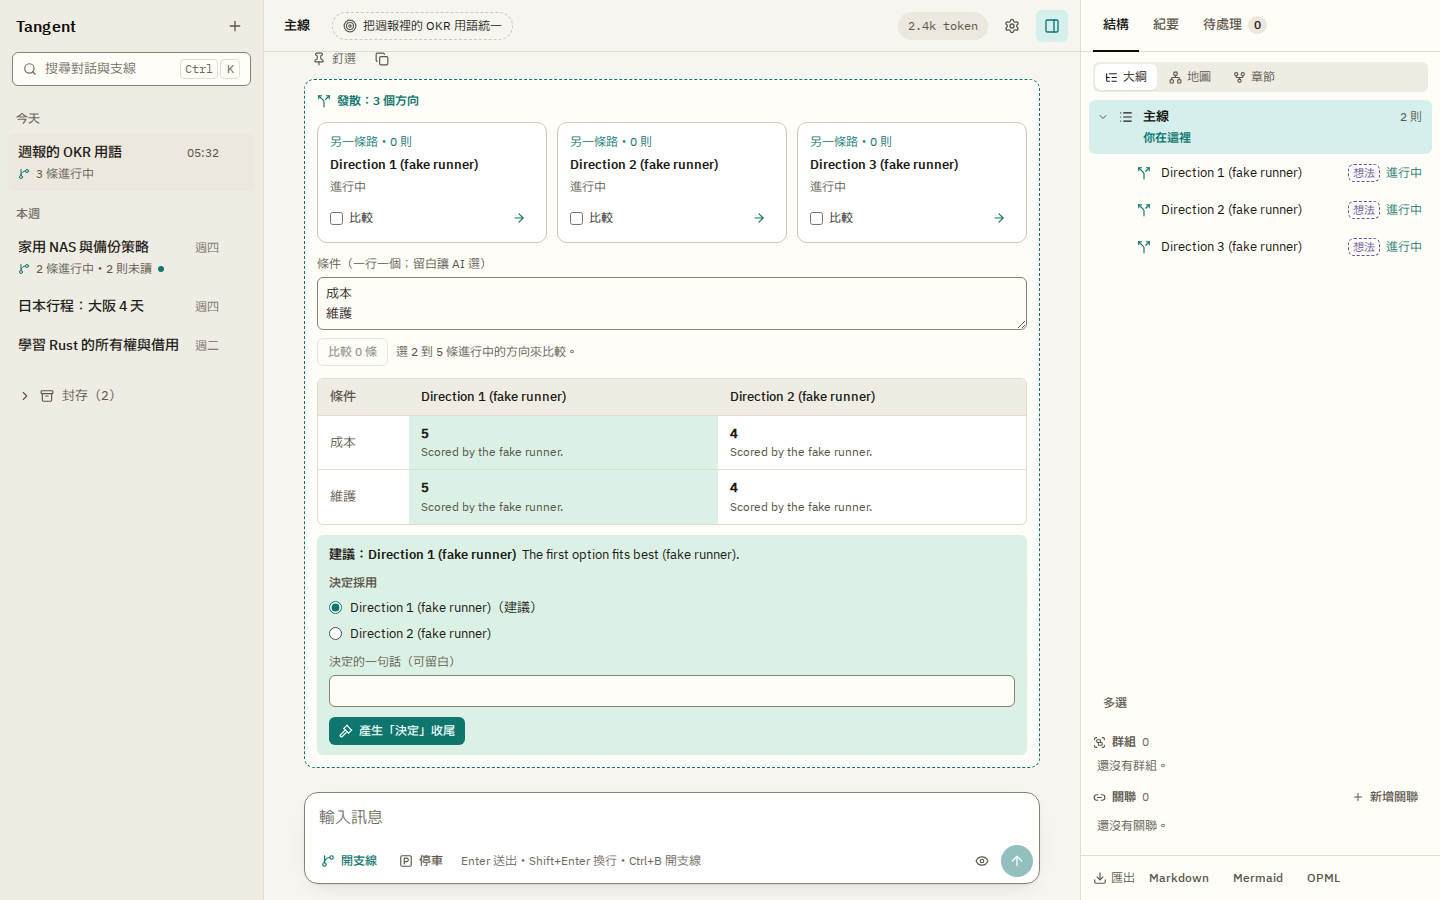 Tangent
搜尋對話與支線 Ctrl K
今天
週報的 OKR 用語 05:32
3 條進行中
本週
家用 NAS 與備份策略 週四
2 條進行中・2 則未讀
日本行程：大阪 4 天 週四
學習 Rust 的所有權與借用 週二
封存（2）
主線 把週報裡的 OKR 用語統一 2.4k token
釘選
發散：3 個方向
另一條路・0 則
Direction 1 (fake runner)
進行中
比較
另一條路・0 則
Direction 2 (fake runner)
進行中
比較
另一條路・0 則
Direction 3 (fake runner)
進行中
比較
條件（一行一個；留白讓 AI 選）
成本
維護
比較 0 條 選 2 到 5 條進行中的方向來比較。
條件 Direction 1 (fake runner) Direction 2 (fake runner)
成本 5 4
Scored by the fake runner. Scored by the fake runner.
維護 5 4
Scored by the fake runner. Scored by the fake runner.
建議：Direction 1 (fake runner) The first option fits best (fake runner).
決定採用
Direction 1 (fake runner)（建議）
Direction 2 (fake runner)
決定的一句話（可留白）
產生「決定」收尾
輸入訊息
開支線 停車 Enter 送出・Shift+Enter 換行・Ctrl+B 開支線
結構 紀要 待處理 0
大綱 地圖 章節
主線 2 則
你在這裡
Direction 1 (fake runner) 想法 進行中
Direction 2 (fake runner) 想法 進行中
Direction 3 (fake runner) 想法 進行中
多選
群組 0
還沒有群組。
關聯 0 新增關聯
還沒有關聯。
匯出 Markdown Mermaid OPML